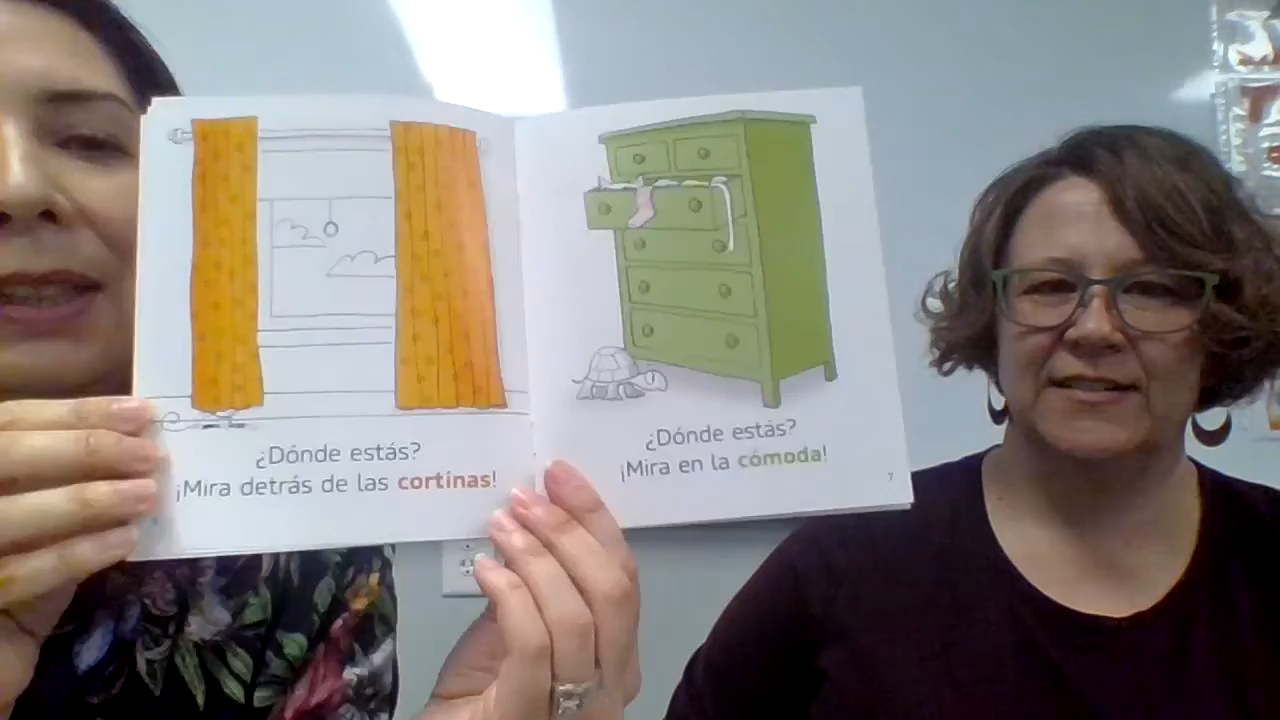 ¿Dónde estás?
¡Mira detrás de las cortinas!
¿Dónde estás?
¡Mira en la cómoda!
7